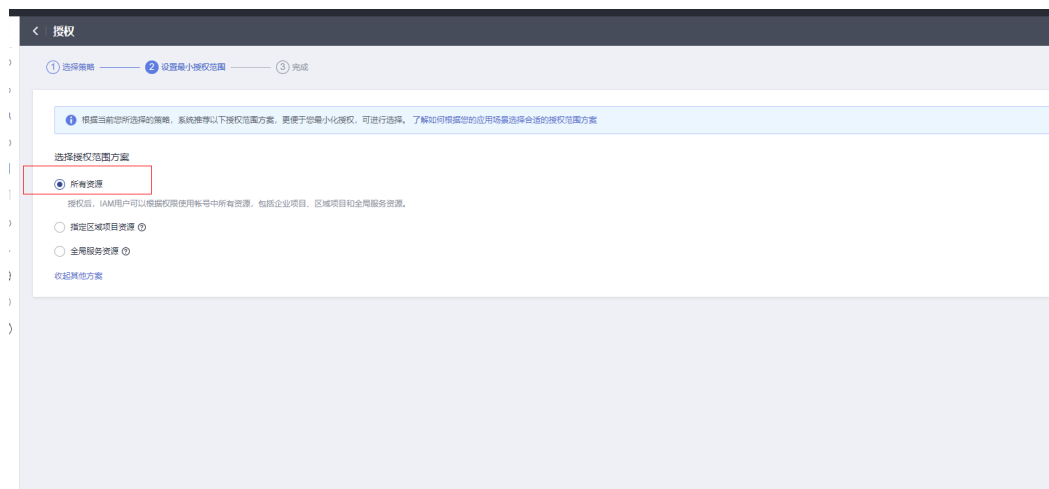 授权
1 选择策略 2 设置最小授权范围 3 完成
根据当前您所选择的策略，系统推荐以下授权范围方案，更便于您最小化授权，可进行选择。 了解如何根据您的应用场景选择合适的授权范围方案
选择授权范围方案
所有资源
授权后，IAM用户可以根据权限使用帐号中所有资源，包括企业项目、区域项目和全局服务资源。
指定区域项目资源
全局服务资源
收起其他方案